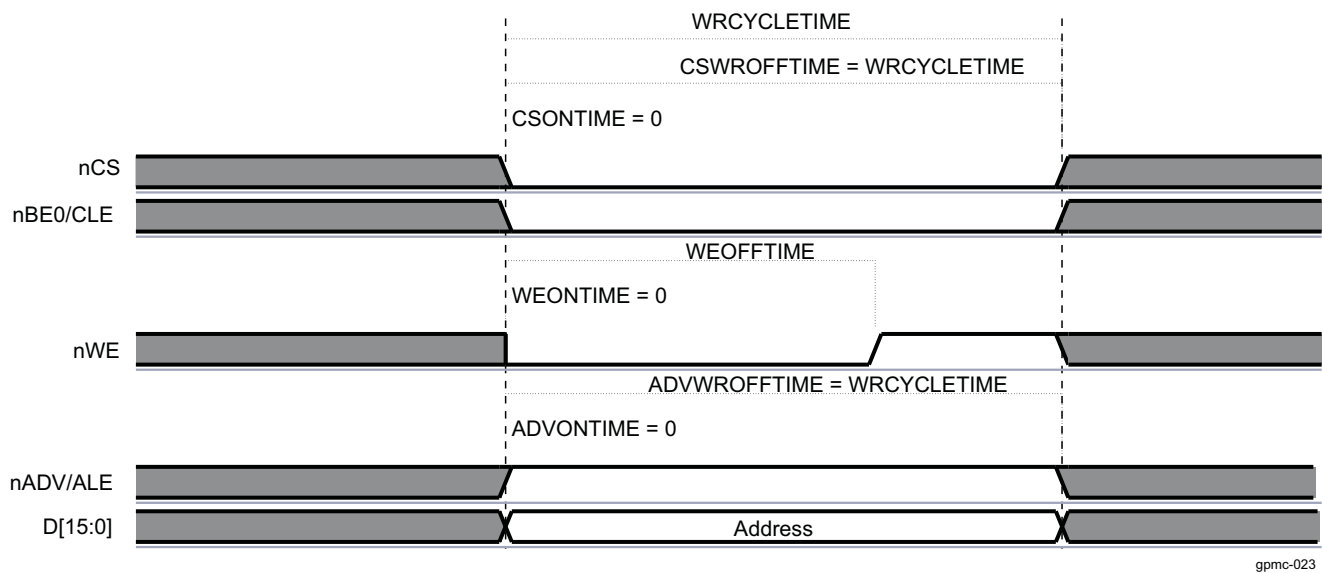 WRCYCLETIME
CSWROFFTIME = WRCYCLETIME
CSONTIME = 0
nCS
nBE0/CLE
WEOFFTIME
WEONTIME = 0
nWE
ADVWROFFTIME = WRCYCLETIME
ADVONTIME = 0
nADV/ALE
D[15:0]
Address
gpmc-023